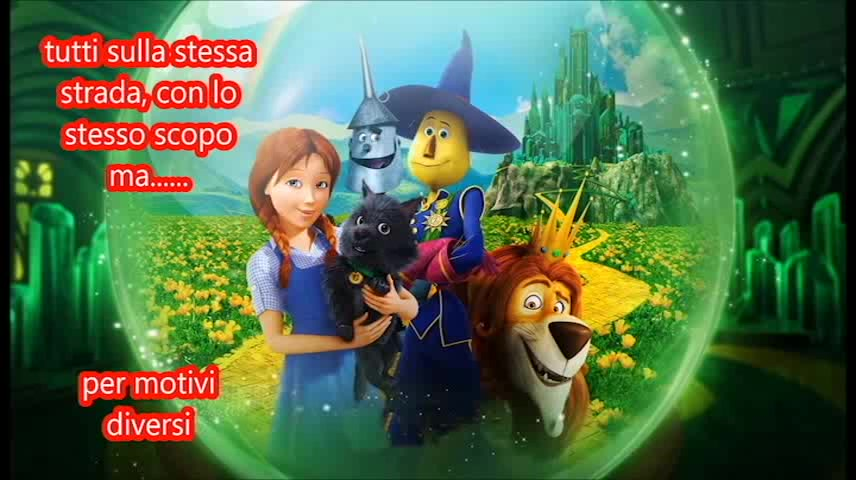 tutti sulla stessa
strada, con lo
stesso scopo
ma......
per motivi
diversi